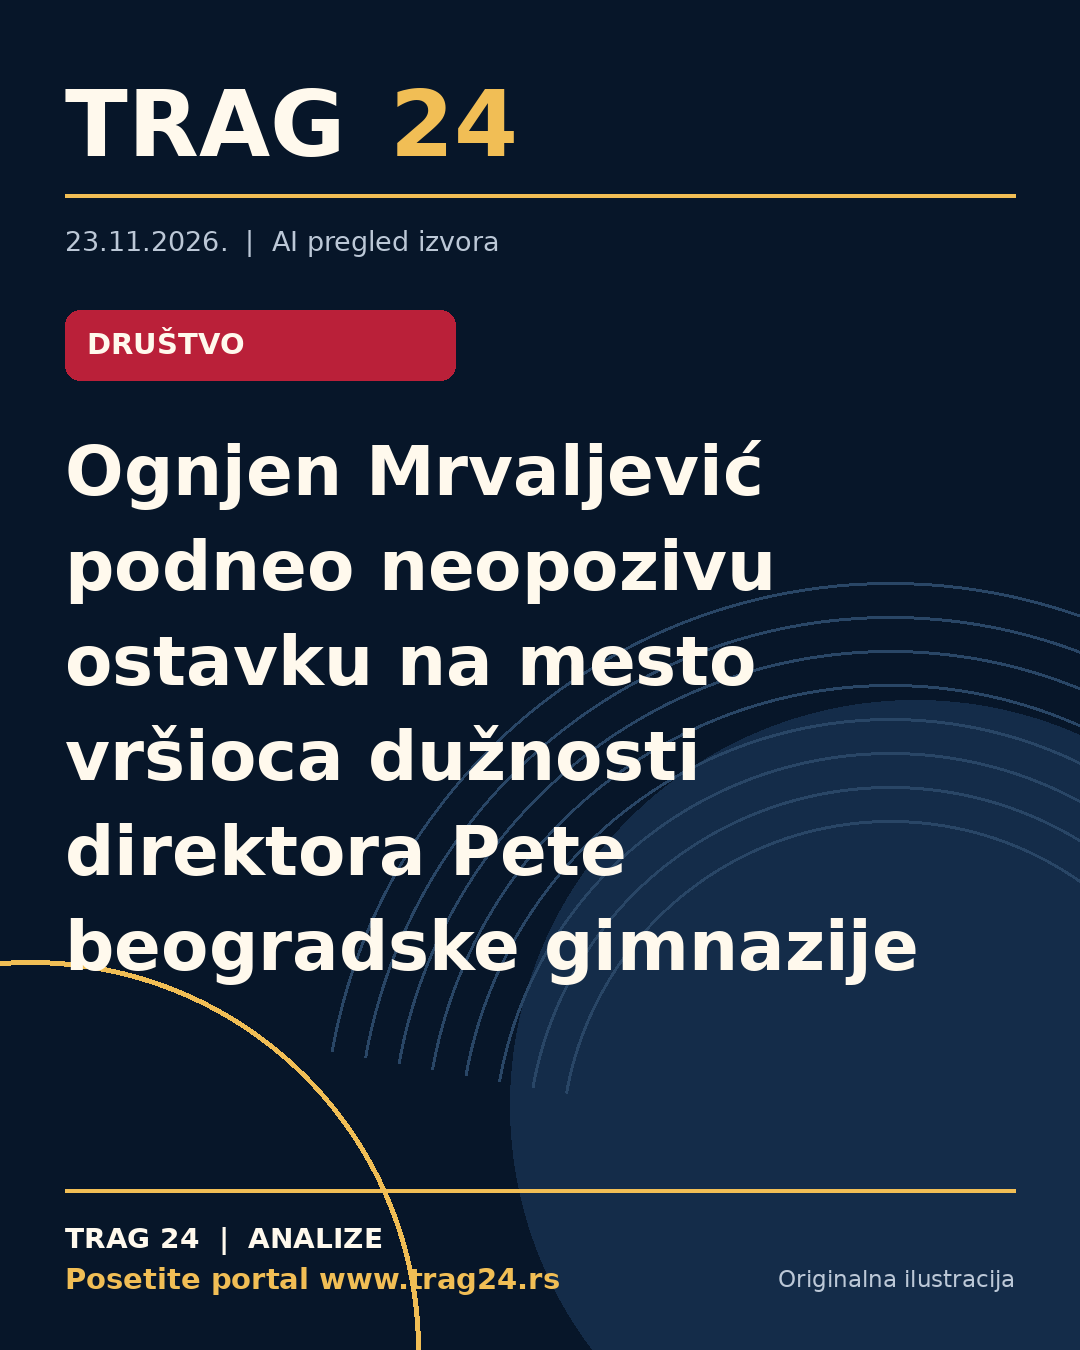 TRAG 24
23.11.2026. | AI pregled izvora
DRUŠTVO
Ognjen Mrvaljević
podneo neopozivu
ostavku na mesto
vršioca dužnosti
direktora Pete
beogradske gimnazije
TRAG 24 | ANALIZE
Posetite portal www.trag24.rs
Originalna ilustracija